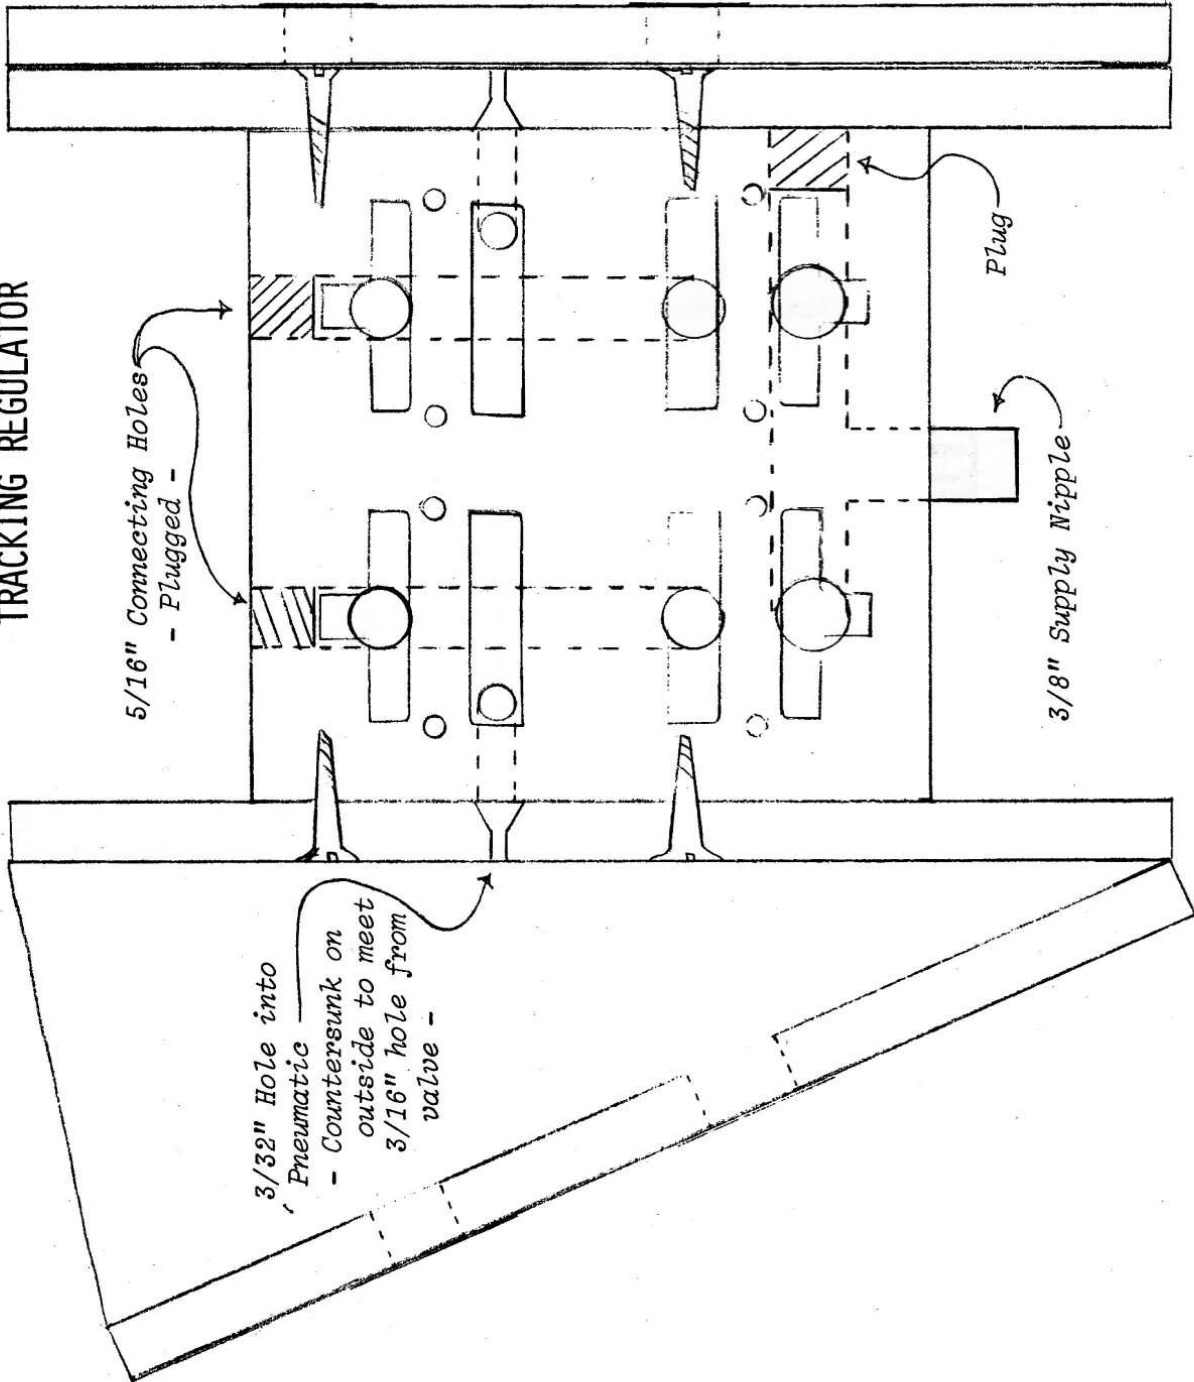 TRACKING REGULATOR
5/16" Connecting Holes
- Plugged -
Plug
3/8" Supply Nipple
3/32" Hole into
Pneumatic
- Countersunk on
outside to meet
3/16" hole from
valve -